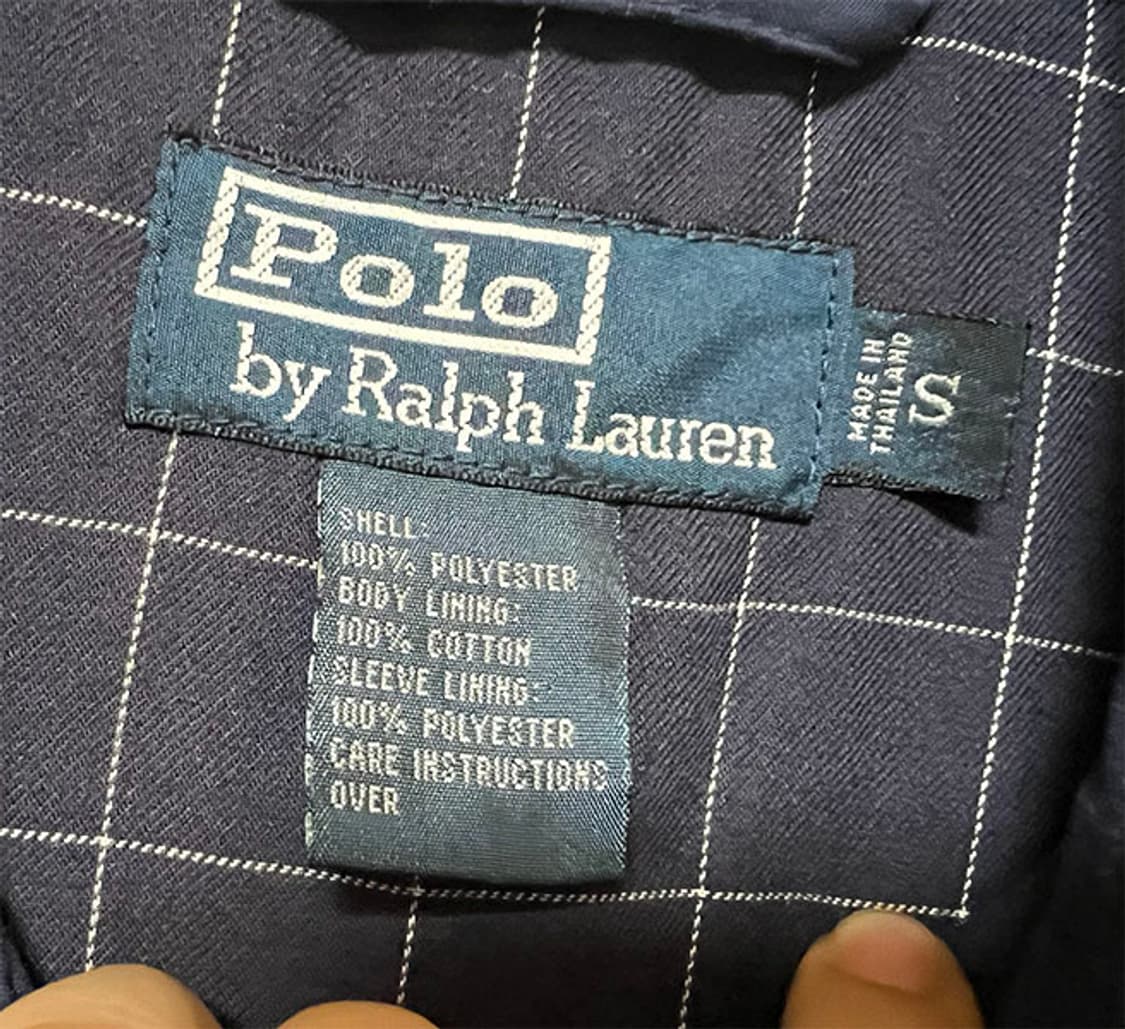 Polo
by Ralph Lauren
MADE IN
THAILAND
S
SHELL:
100% POLYESTER
BODY LINING:
100% COTTON
SLEEVE LINING:
100% POLYESTER
CARE INSTRUCTIONS
OVER